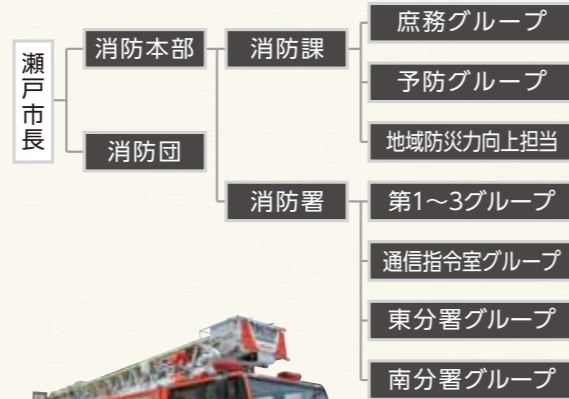 瀬戸市長
消防本部
消防団
消防課
消防署
庶務グループ
予防グループ
地域防災力向上担当
第1～3グループ
通信指令室グループ
東分署グループ
南分署グループ